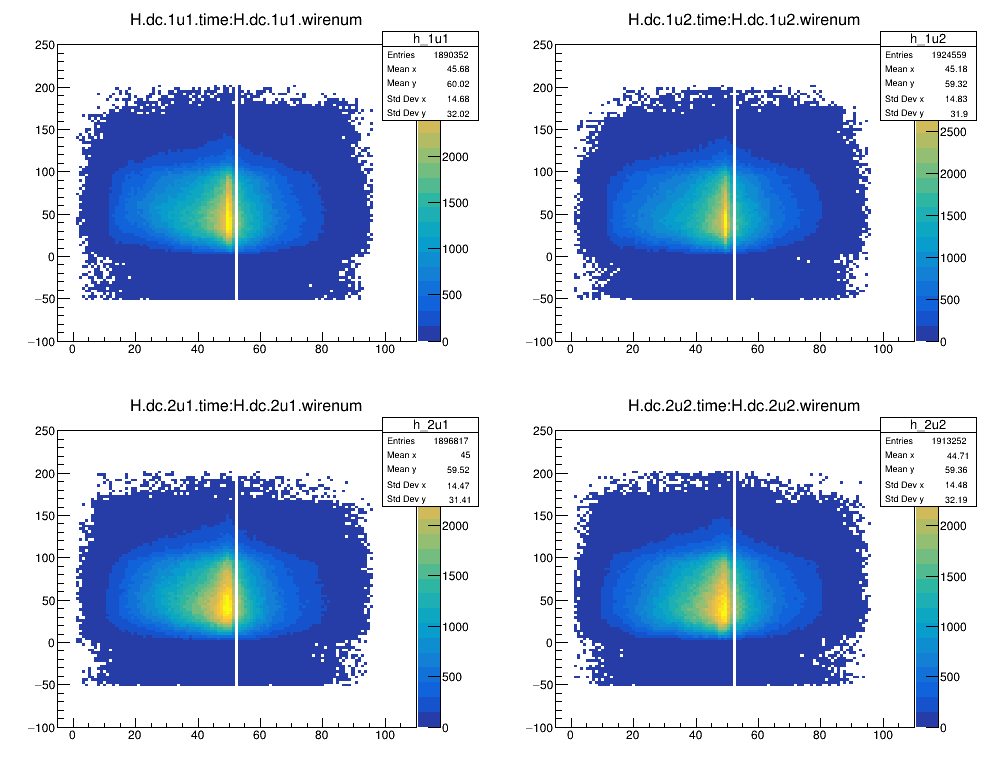 H.dc.1u1.time:H.dc.1u1.wirenum
h_1u1
Entries 1890352
Mean x 45.68
Mean y 60.02
Std Dev x 14.68
Std Dev y 32.02
250
200
150
100
50
0
−50
−100
0 20 40 60 80 100
2000
1500
1000
500
0
H.dc.1u2.time:H.dc.1u2.wirenum
h_1u2
Entries 1924559
Mean x 45.18
Mean y 59.32
Std Dev x 14.83
Std Dev y 31.9
250
200
150
100
50
0
−50
−100
0 20 40 60 80 100
2500
2000
1500
1000
500
0
H.dc.2u1.time:H.dc.2u1.wirenum
h_2u1
Entries 1896817
Mean x 45
Mean y 59.52
Std Dev x 14.47
Std Dev y 31.41
250
200
150
100
50
0
−50
−100
0 20 40 60 80 100
2000
1500
1000
500
0
H.dc.2u2.time:H.dc.2u2.wirenum
h_2u2
Entries 1913252
Mean x 44.71
Mean y 59.36
Std Dev x 14.48
Std Dev y 32.19
250
200
150
100
50
0
−50
−100
0 20 40 60 80 100
2000
1500
1000
500
0